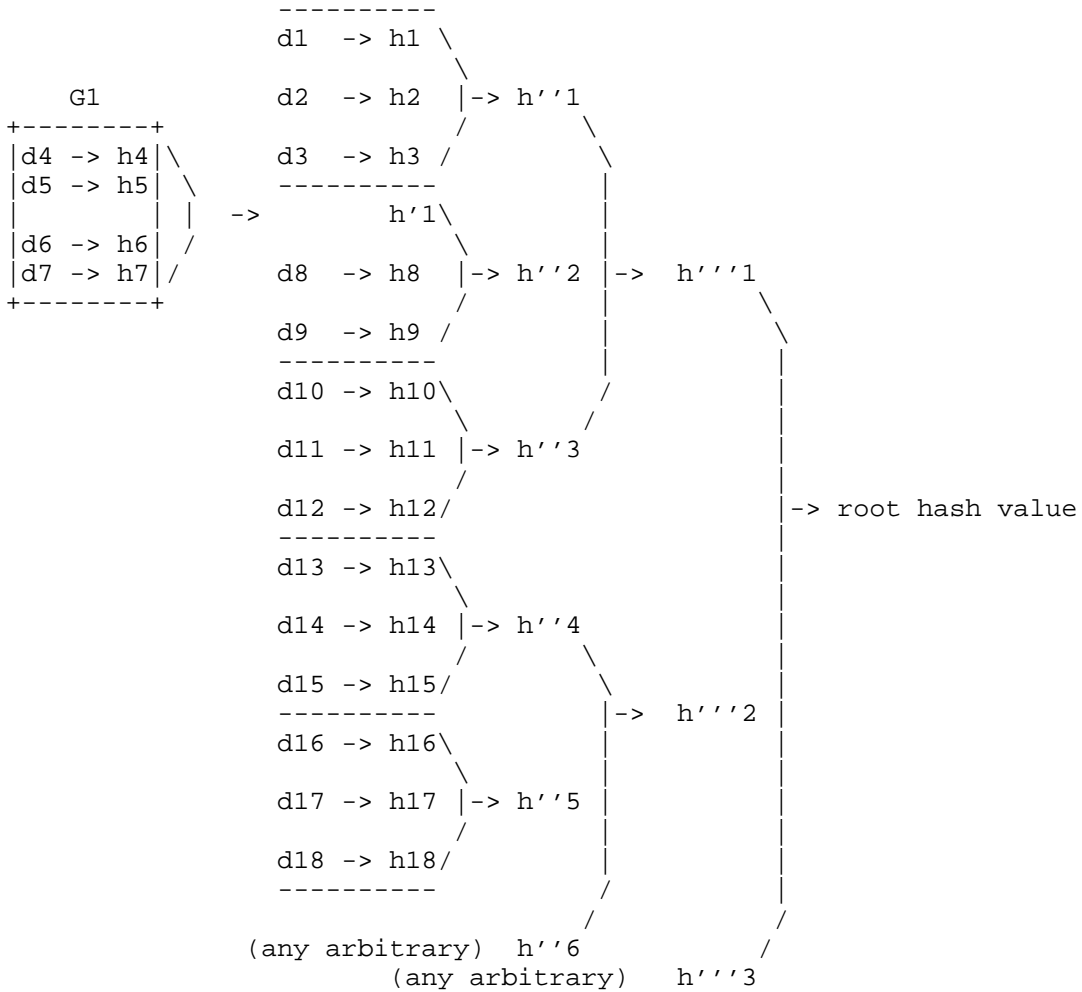 ----------
d1 -> h1 \
\
G1 d2 -> h2 |-> h''1
+--------+ / \
|d4 -> h4|\ d3 -> h3 / \
|d5 -> h5| \ ---------- |
| | | -> h'1\ |
|d6 -> h6| / \ |
|d7 -> h7|/ d8 -> h8 |-> h''2 |-> h'''1
+--------+ / | \
d9 -> h9 / | \
---------- | |
d10 -> h10\ / |
\ / |
d11 -> h11 |-> h''3 |
/ |
d12 -> h12/ |-> root hash value
---------- |
d13 -> h13\ |
\ |
d14 -> h14 |-> h''4 |
/ \ |
d15 -> h15/ \ |
---------- |-> h'''2 |
d16 -> h16\ | |
\ | |
d17 -> h17 |-> h''5 | |
/ | |
d18 -> h18/ | |
---------- / |
/ /
(any arbitrary) h''6 /
(any arbitrary) h'''3